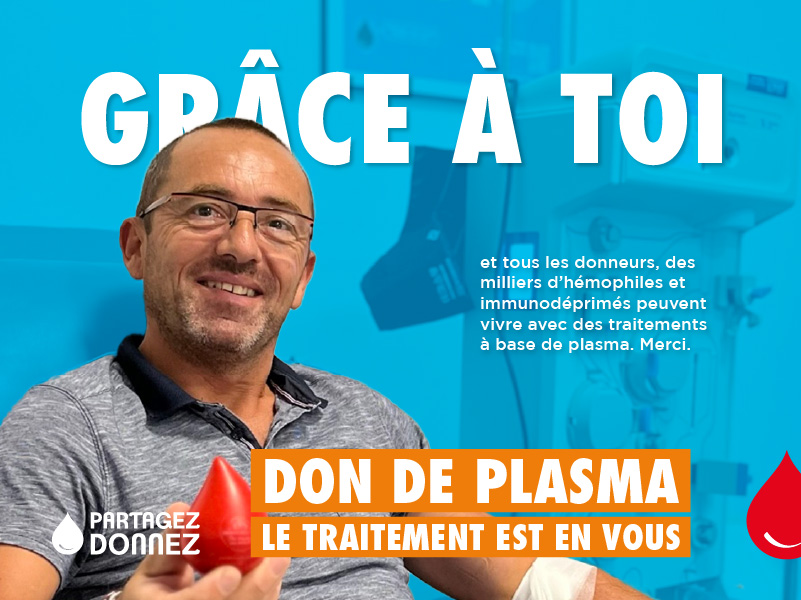 GRÂCE À TOI
et tous les donneurs, des
milliers d’hémophiles et
immunodéprimés peuvent
vivre avec des traitements
à base de plasma. Merci.
DON DE PLASMA
LE TRAITEMENT EST EN VOUS
PARTAGEZ
DONNEZ